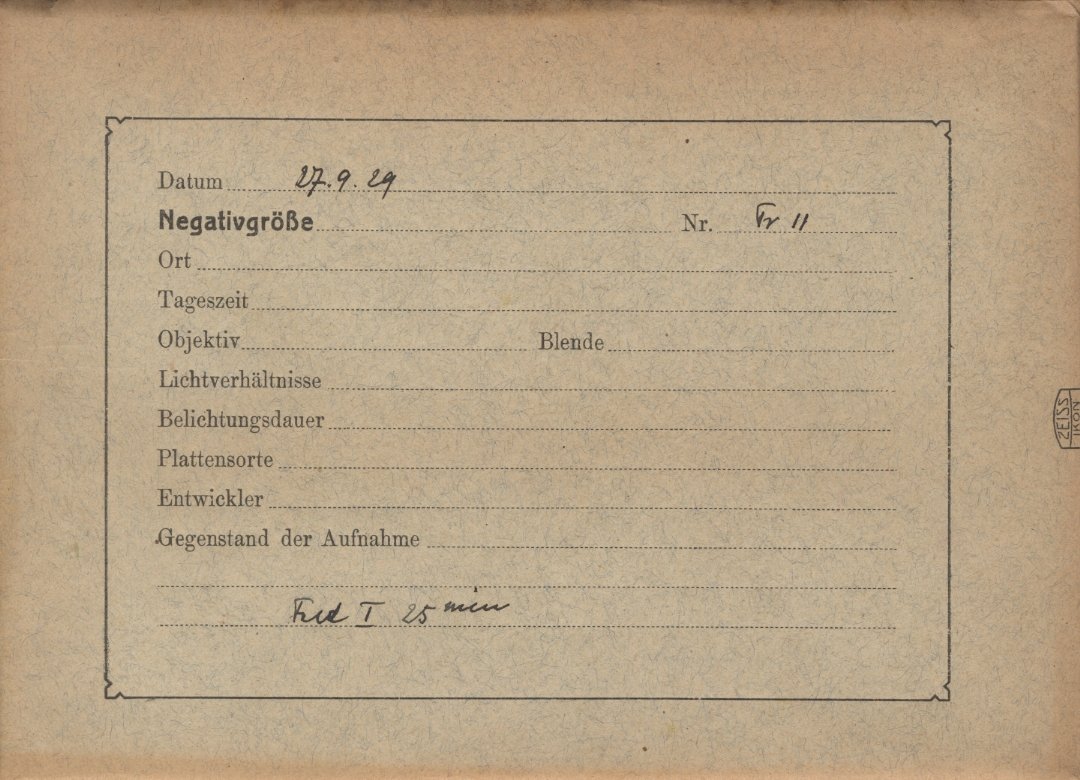 Datum 27.9.29
Negativgröße Nr. Tr 11
Ort
Tageszeit
Objektiv Blende
Lichtverhältnisse
Belichtungsdauer
Plattensorte
Entwickler
Gegenstand der Aufnahme
I 25 min
ZEISS
IKON